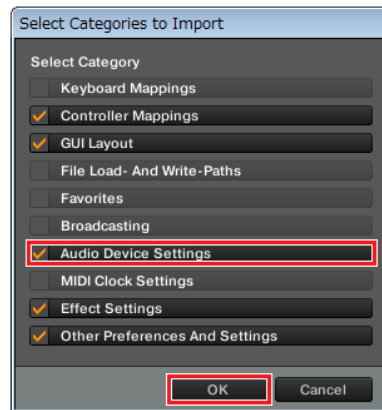 Select Categories to Import
Select Category
Keyboard Mappings
Controller Mappings
GUI Layout
File Load- And Write-Paths
Favorites
Broadcasting
Audio Device Settings
MIDI Clock Settings
Effect Settings
Other Preferences And Settings
OK Cancel